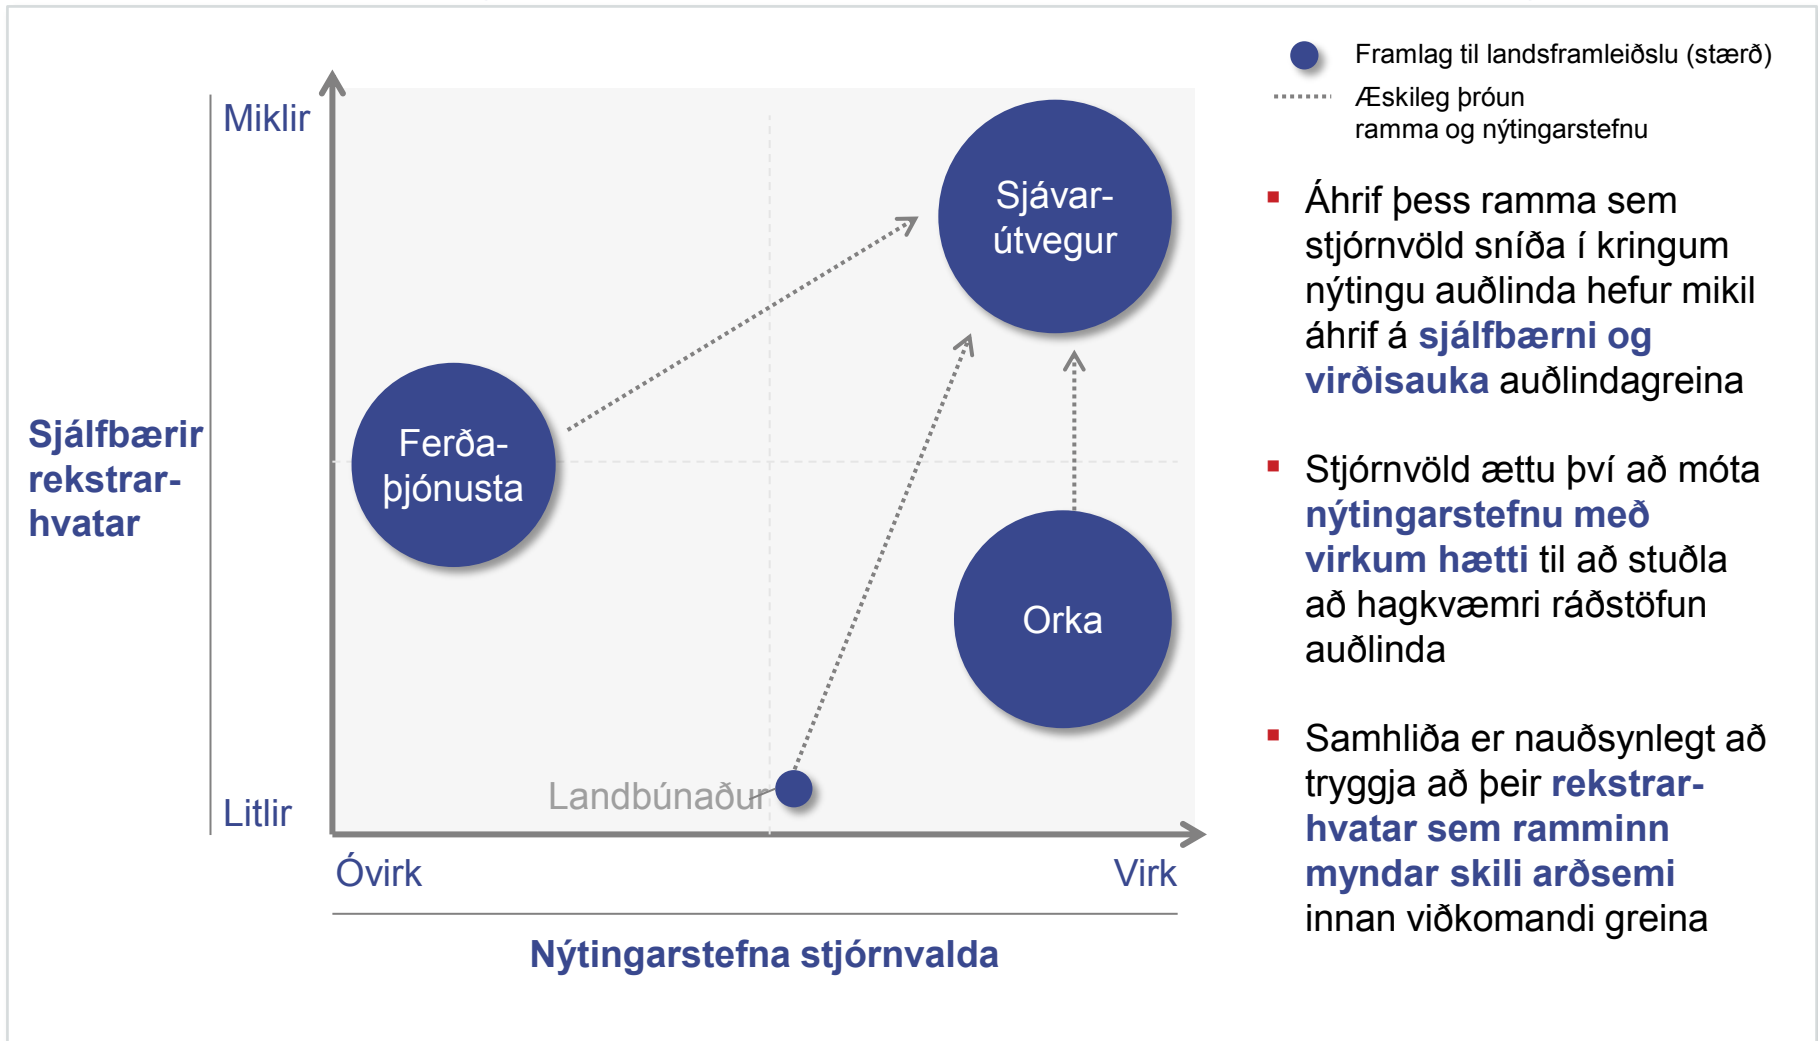 Framlag til landsframleiðslu (stærð)
Æskileg þróun
ramma og nýtingarstefnu
Miklir
Sjávar-
útvegur
Ferða-
þjónusta
Orka
Landbúnaður
Litlir
Sjálfbærir
rekstrar-
hvatar
Óvirk
Virk
Nýtingarstefna stjórnvalda
▪ Áhrif þess ramma sem
stjórnvöld sníða í kringum
nýtingu auðlinda hefur mikil
áhrif á sjálfbærni og
virðisauka auðlindagreina
▪ Stjórnvöld ættu því að móta
nýtingarstefnu með
virkum hætti til að stuðla
að hagkvæmri ráðstöfun
auðlinda
▪ Samhliða er nauðsynlegt að
tryggja að þeir rekstrar-
hvatar sem ramminn
myndar skili arðsemi
innan viðkomandi greina